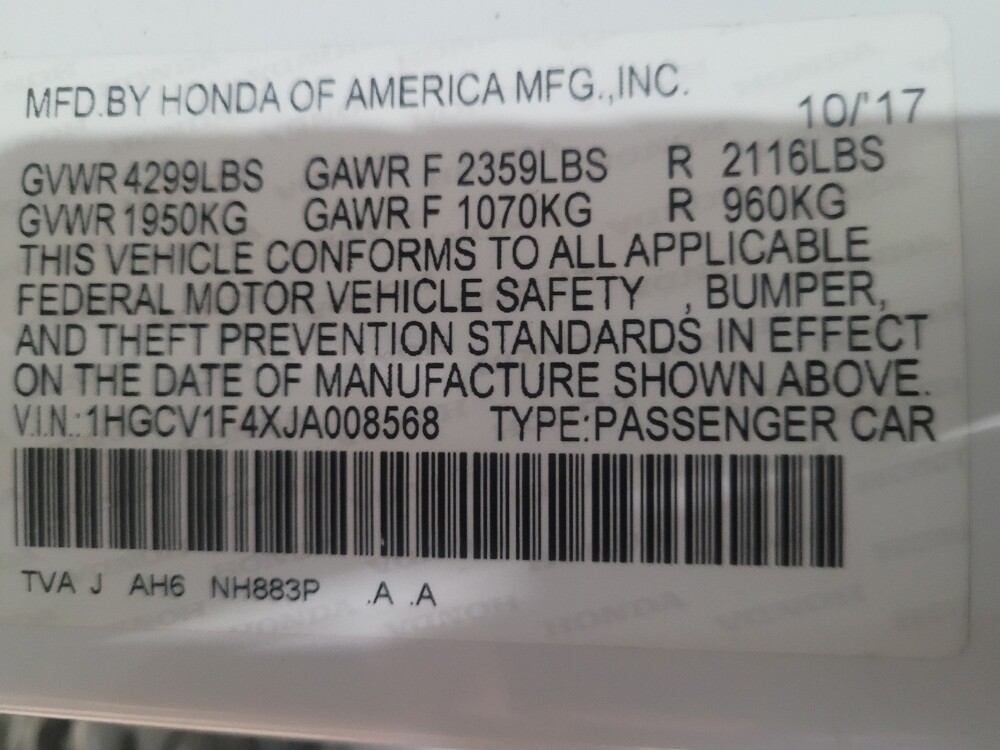 MFD.BY HONDA OF AMERICA MFG.,INC.
10/'17
GVWR 4299LBS GAWR F 2359LBS R 2116LBS
GVWR 1950KG GAWR F 1070KG R 960KG
THIS VEHICLE CONFORMS TO ALL APPLICABLE
FEDERAL MOTOR VEHICLE SAFETY , BUMPER,
AND THEFT PREVENTION STANDARDS IN EFFECT
ON THE DATE OF MANUFACTURE SHOWN ABOVE.
V.I.N.:1HGCV1F4XJA008568 TYPE:PASSENGER CAR
TVA J AH6 NH883P .A .A